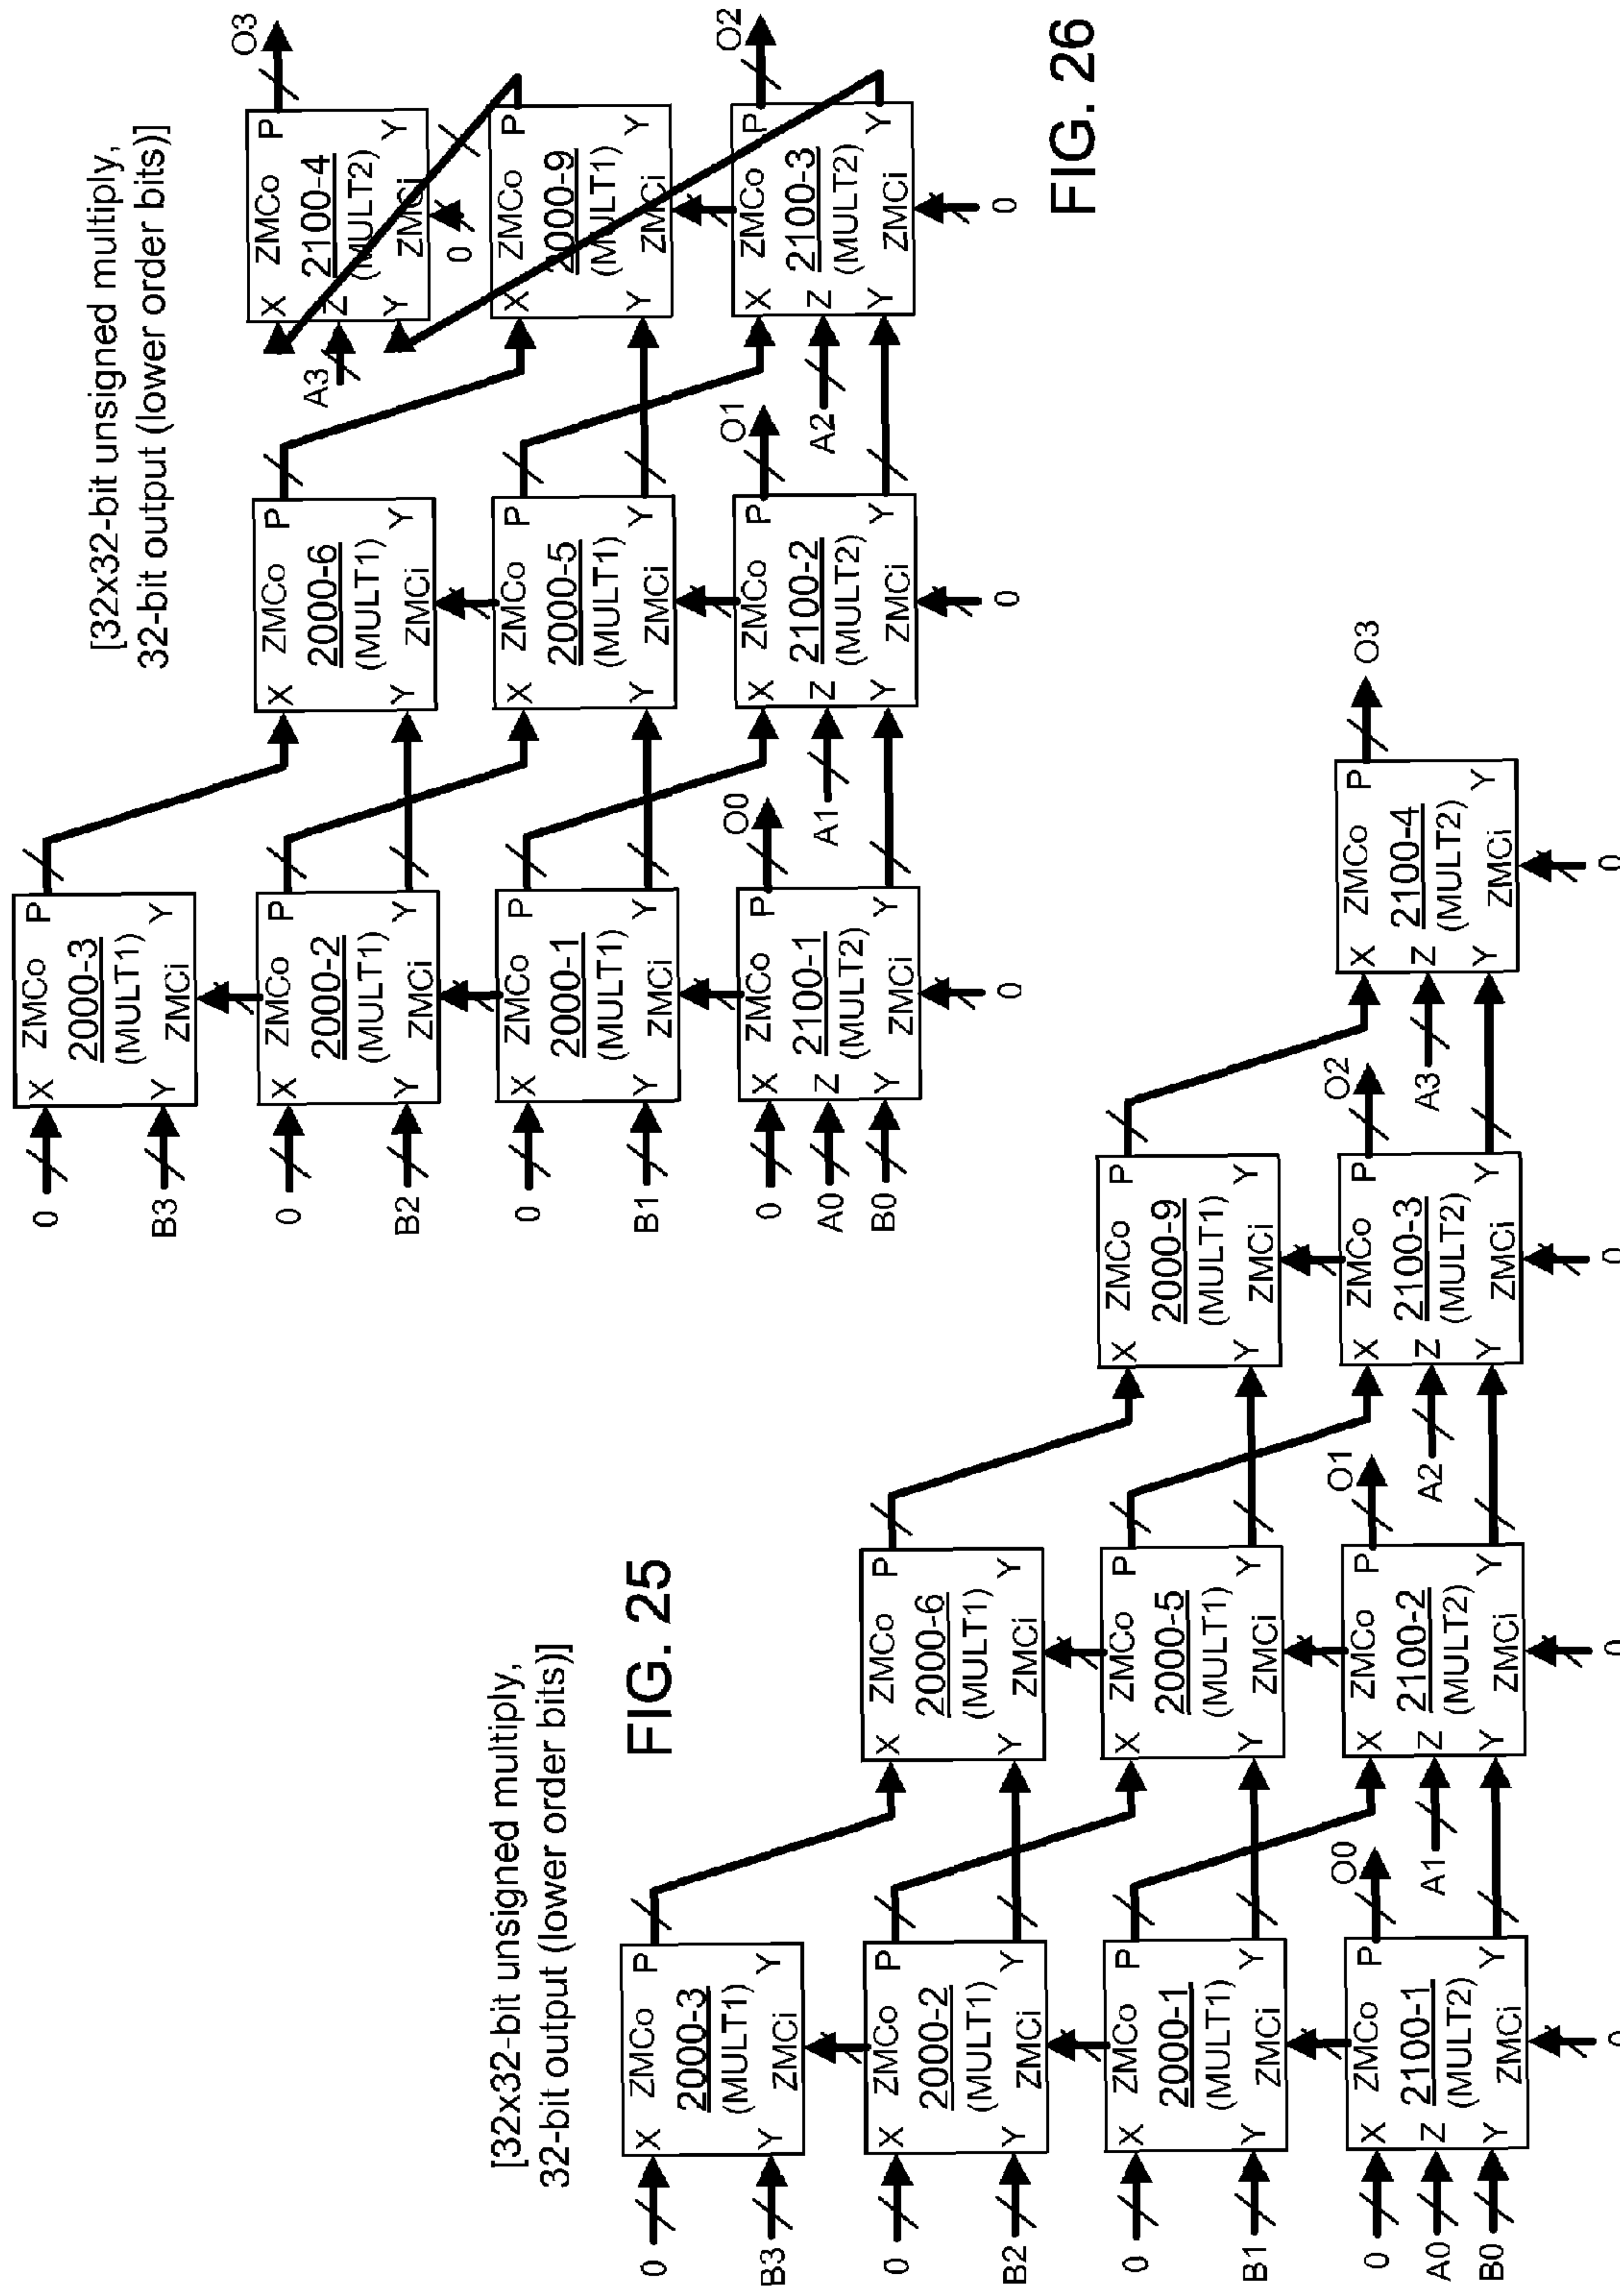 [32x32-bit unsigned multiply,
32-bit output (lower order bits)]
FIG. 26
0
B3
X
Y
ZMCo
2000-3
(MULT1)
ZMCi
P
Y
0
B2
X
Y
ZMCo
2000-2
(MULT1)
ZMCi
P
Y
0
B1
X
Y
ZMCo
2000-1
(MULT1)
ZMCi
P
Y
0
A0
B0
X
Z
Y
ZMCo
2100-1
(MULT2)
ZMCi
P
Y
0
O0
X
Y
ZMCo
2000-6
(MULT1)
ZMCi
P
Y
X
Y
ZMCo
2000-5
(MULT1)
ZMCi
P
Y
A1
X
Z
Y
ZMCo
2100-2
(MULT2)
ZMCi
P
Y
0
O1
A3
X
Z
Y
ZMCo
2100-4
(MULT2)
ZMCi
P
Y
0
O3
X
Y
ZMCo
2000-9
(MULT1)
ZMCi
P
Y
A2
X
Z
Y
ZMCo
2100-3
(MULT2)
ZMCi
P
Y
0
O2
[32x32-bit unsigned multiply,
32-bit output (lower order bits)]
FIG. 25
0
B3
X
Y
ZMCo
2000-3
(MULT1)
ZMCi
P
Y
0
B2
X
Y
ZMCo
2000-2
(MULT1)
ZMCi
P
Y
0
B1
X
Y
ZMCo
2000-1
(MULT1)
ZMCi
P
Y
0
A0
B0
X
Z
Y
ZMCo
2100-1
(MULT2)
ZMCi
P
Y
0
O0
X
Y
ZMCo
2000-6
(MULT1)
ZMCi
P
Y
X
Y
ZMCo
2000-5
(MULT1)
ZMCi
P
Y
A1
X
Z
Y
ZMCo
2100-2
(MULT2)
ZMCi
P
Y
0
O1
X
Y
ZMCo
2000-9
(MULT1)
ZMCi
P
Y
A2
X
Z
Y
ZMCo
2100-3
(MULT2)
ZMCi
P
Y
0
O2
A3
X
Z
Y
ZMCo
2100-4
(MULT2)
ZMCi
P
Y
0
O3